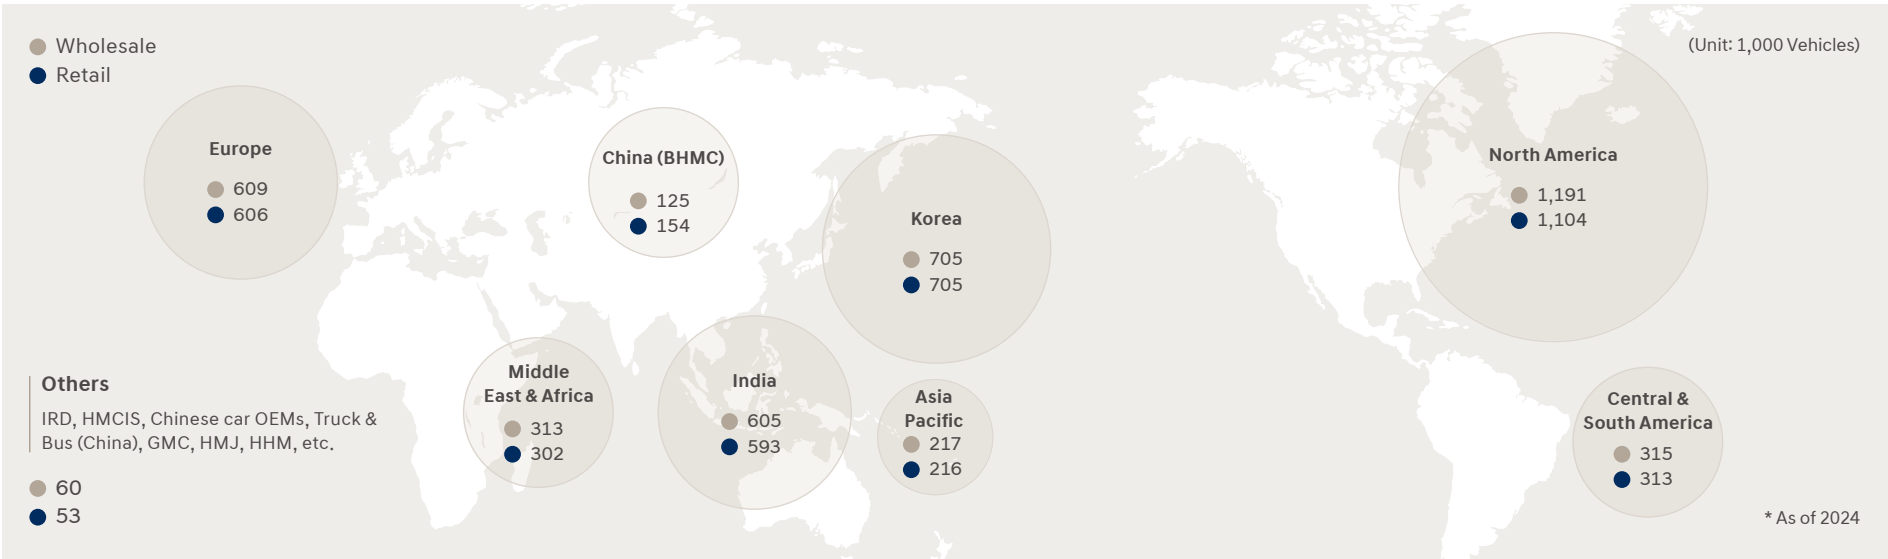 Wholesale
Retail
(Unit: 1,000 Vehicles)
Europe
609
606
China (BHMC)
125
154
Korea
705
705
North America
1,191
1,104
Middle
East & Africa
313
302
India
605
593
Asia
Pacific
217
216
Central &
South America
315
313
Others
IRD, HMCIS, Chinese car OEMs, Truck &
Bus (China), GMC, HMJ, HHM, etc.
60
53
* As of 2024